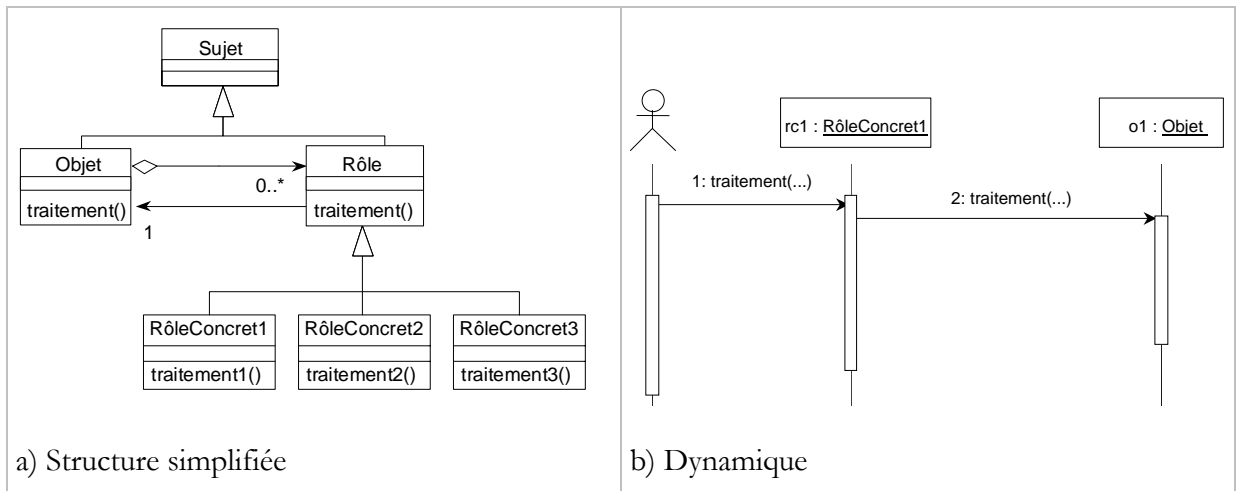 Sujet
Objet
Rôle
0..*
traitement()
traitement()
1
RôleConcret1
RôleConcret2
RôleConcret3
traitement1()
traitement2()
traitement3()
a) Structure simplifiée
rc1 : RôleConcret1
o1 : Objet
1: traitement(...)
2: traitement(...)
b) Dynamique